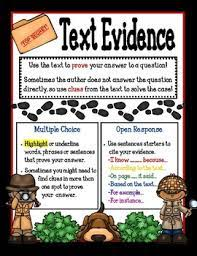 TOP SECRET
Text Evidence
Use the text to prove your answer to a question!
Sometimes the author does not answer the question
directly, so use clues from the text to solve the case!
Multiple Choice
- Highlight or underline
words, phrases or sentences
that prove your answer.
- Sometimes you might need to
find clues in more than
one spot to prove
your answer.
Open Response
- Use sentences starters to
cite your evidence.
-I know ........ because...
-According to the text...
-On page ..... it said...
-Based on the text...
-For example...
-For instance...